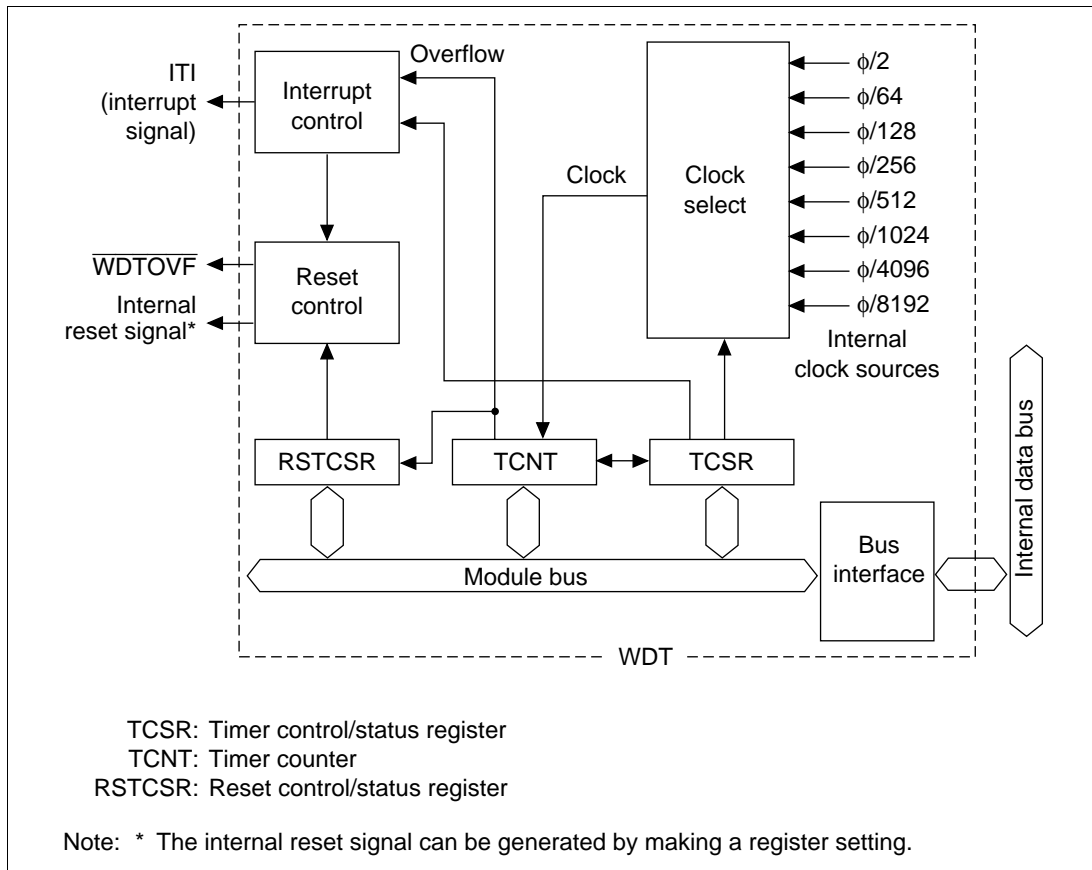 Overflow
ITI
(interrupt
signal)
Interrupt
control
Clock
Clock
select
ϕ/2
ϕ/64
ϕ/128
ϕ/256
ϕ/512
ϕ/1024
ϕ/4096
ϕ/8192
Internal
clock sources
WDTOVF
Internal
reset signal*
Reset
control
RSTCSR
TCNT
TCSR
Module bus
Bus
interface
Internal data bus
WDT
TCSR: Timer control/status register
TCNT: Timer counter
RSTCSR: Reset control/status register
Note: * The internal reset signal can be generated by making a register setting.